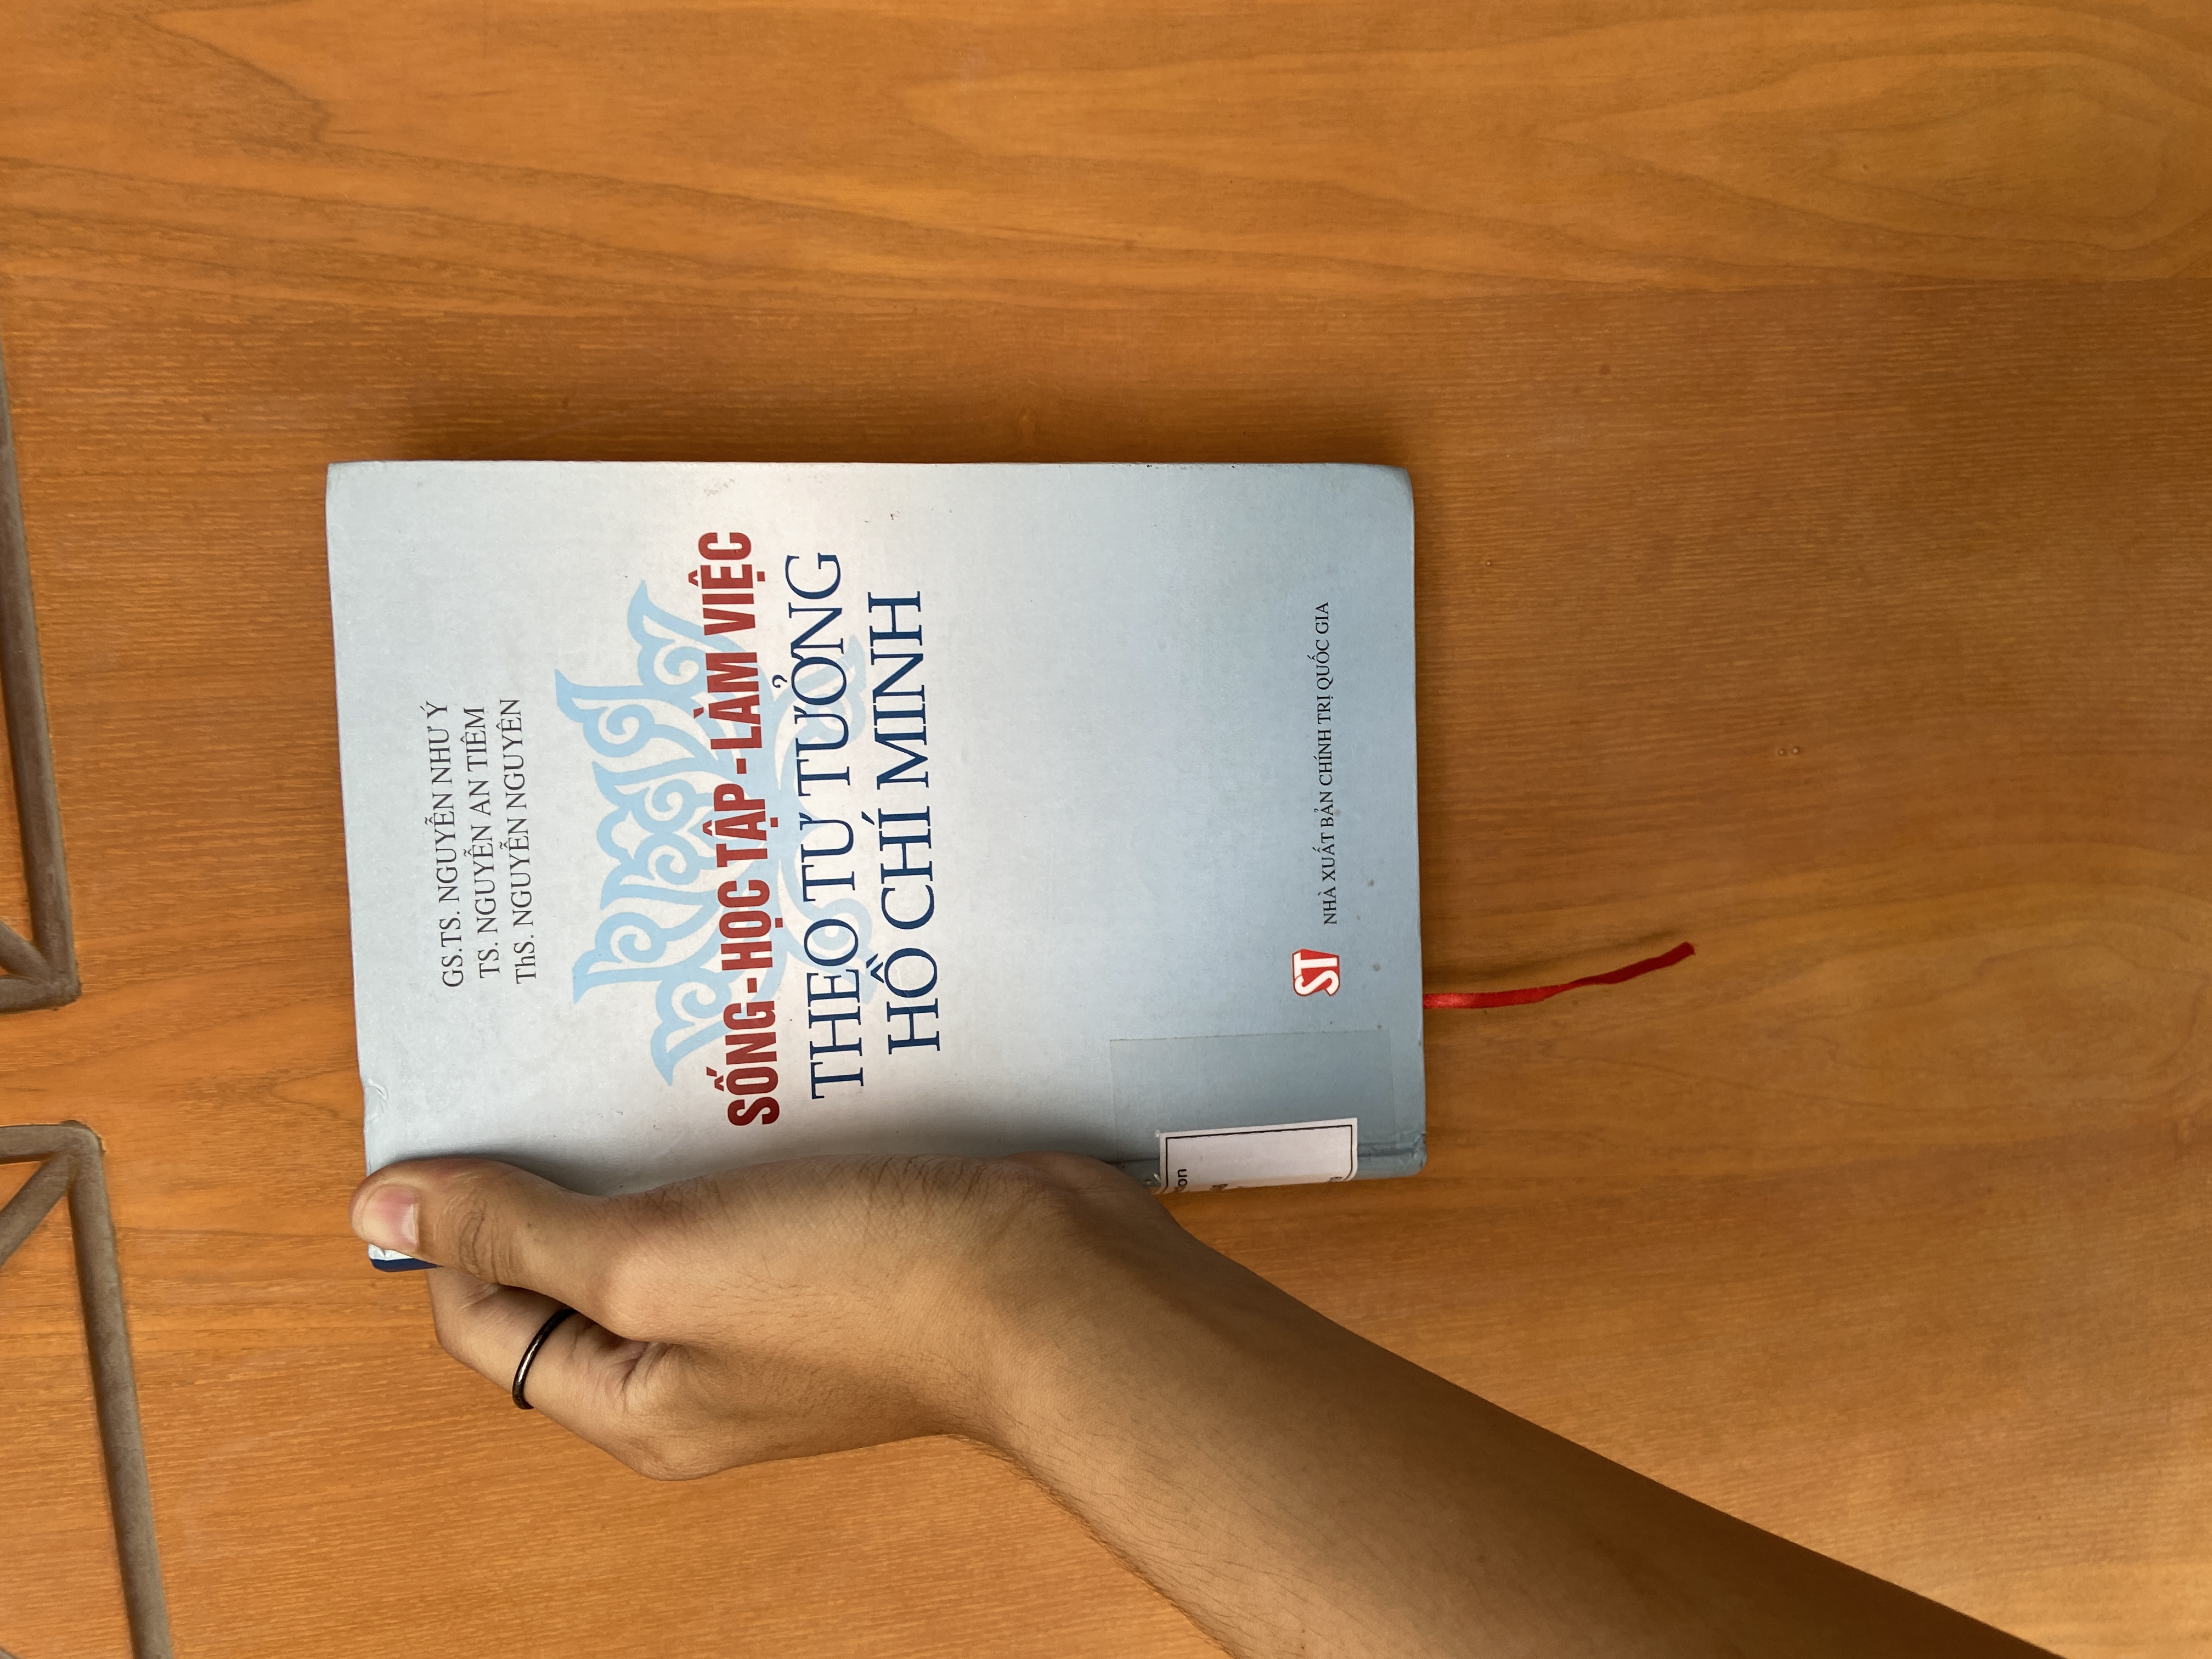 GS.TS. NGUYỄN NHƯ Ý
TS. NGUYỄN AN TIÊM
ThS. NGUYỄN NGUYÊN
SỐNG - HỌC TẬP - LÀM VIỆC
THEO TƯ TƯỞNG
HỒ CHÍ MINH
ST NHÀ XUẤT BẢN CHÍNH TRỊ QUỐC GIA